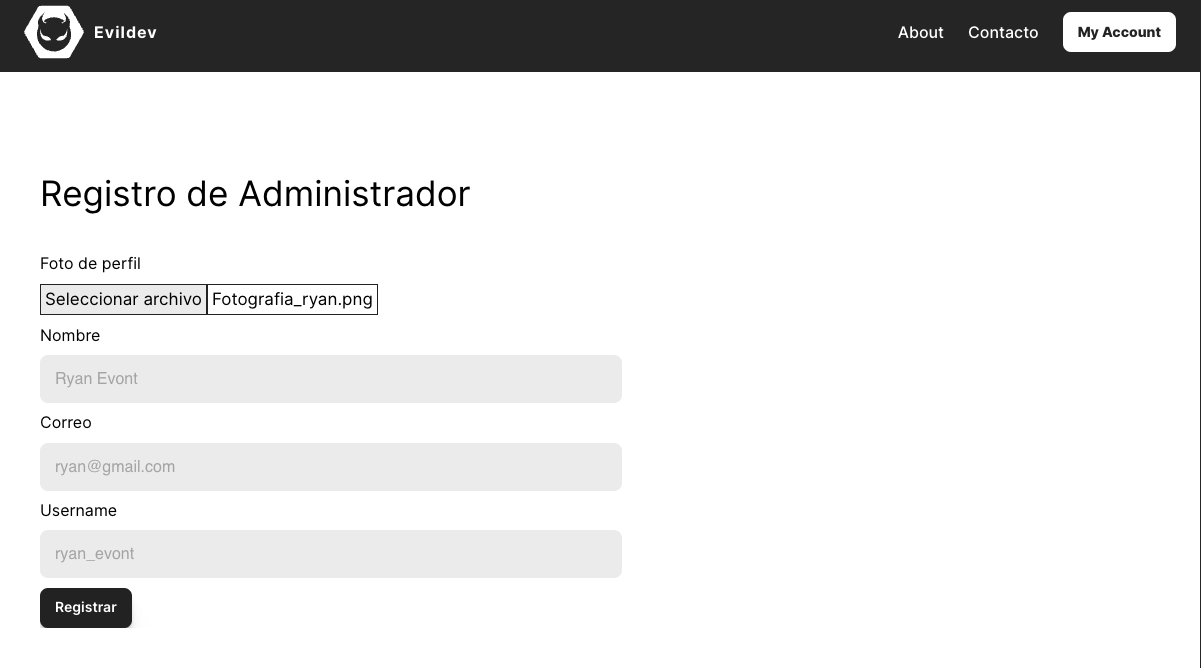 Evildev
About
Contacto
My Account
Registro de Administrador
Foto de perfil
Seleccionar archivo Fotografia_ryan.png
Nombre
Ryan Evont
Correo
ryan@gmail.com
Username
ryan_evont
Registrar